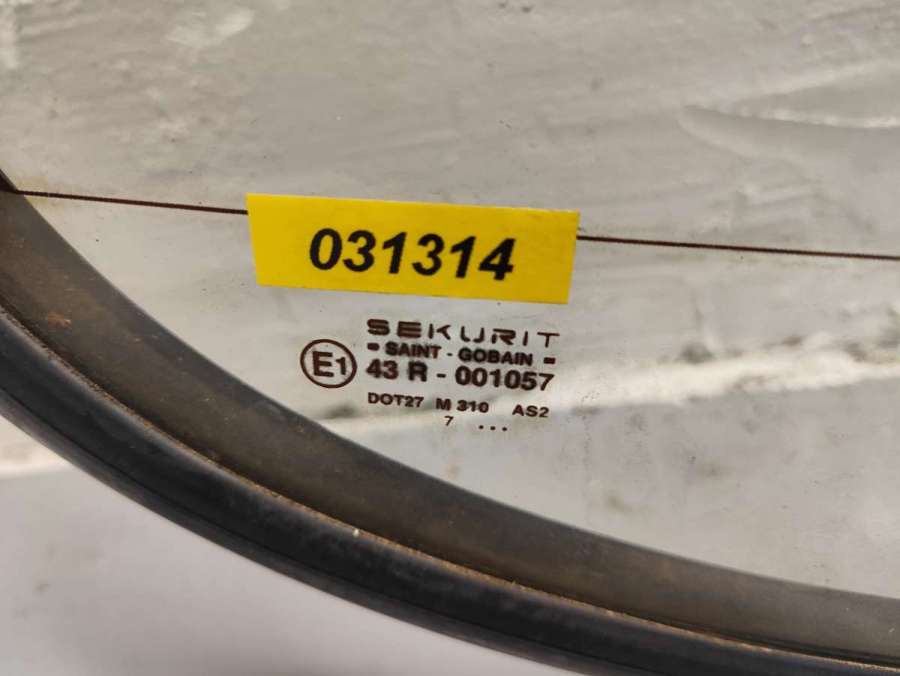 031314
SEKURIT
- SAINT - GOBAIN -
E1 43 R - 001057
DOT27 M 310 AS2
7 ...